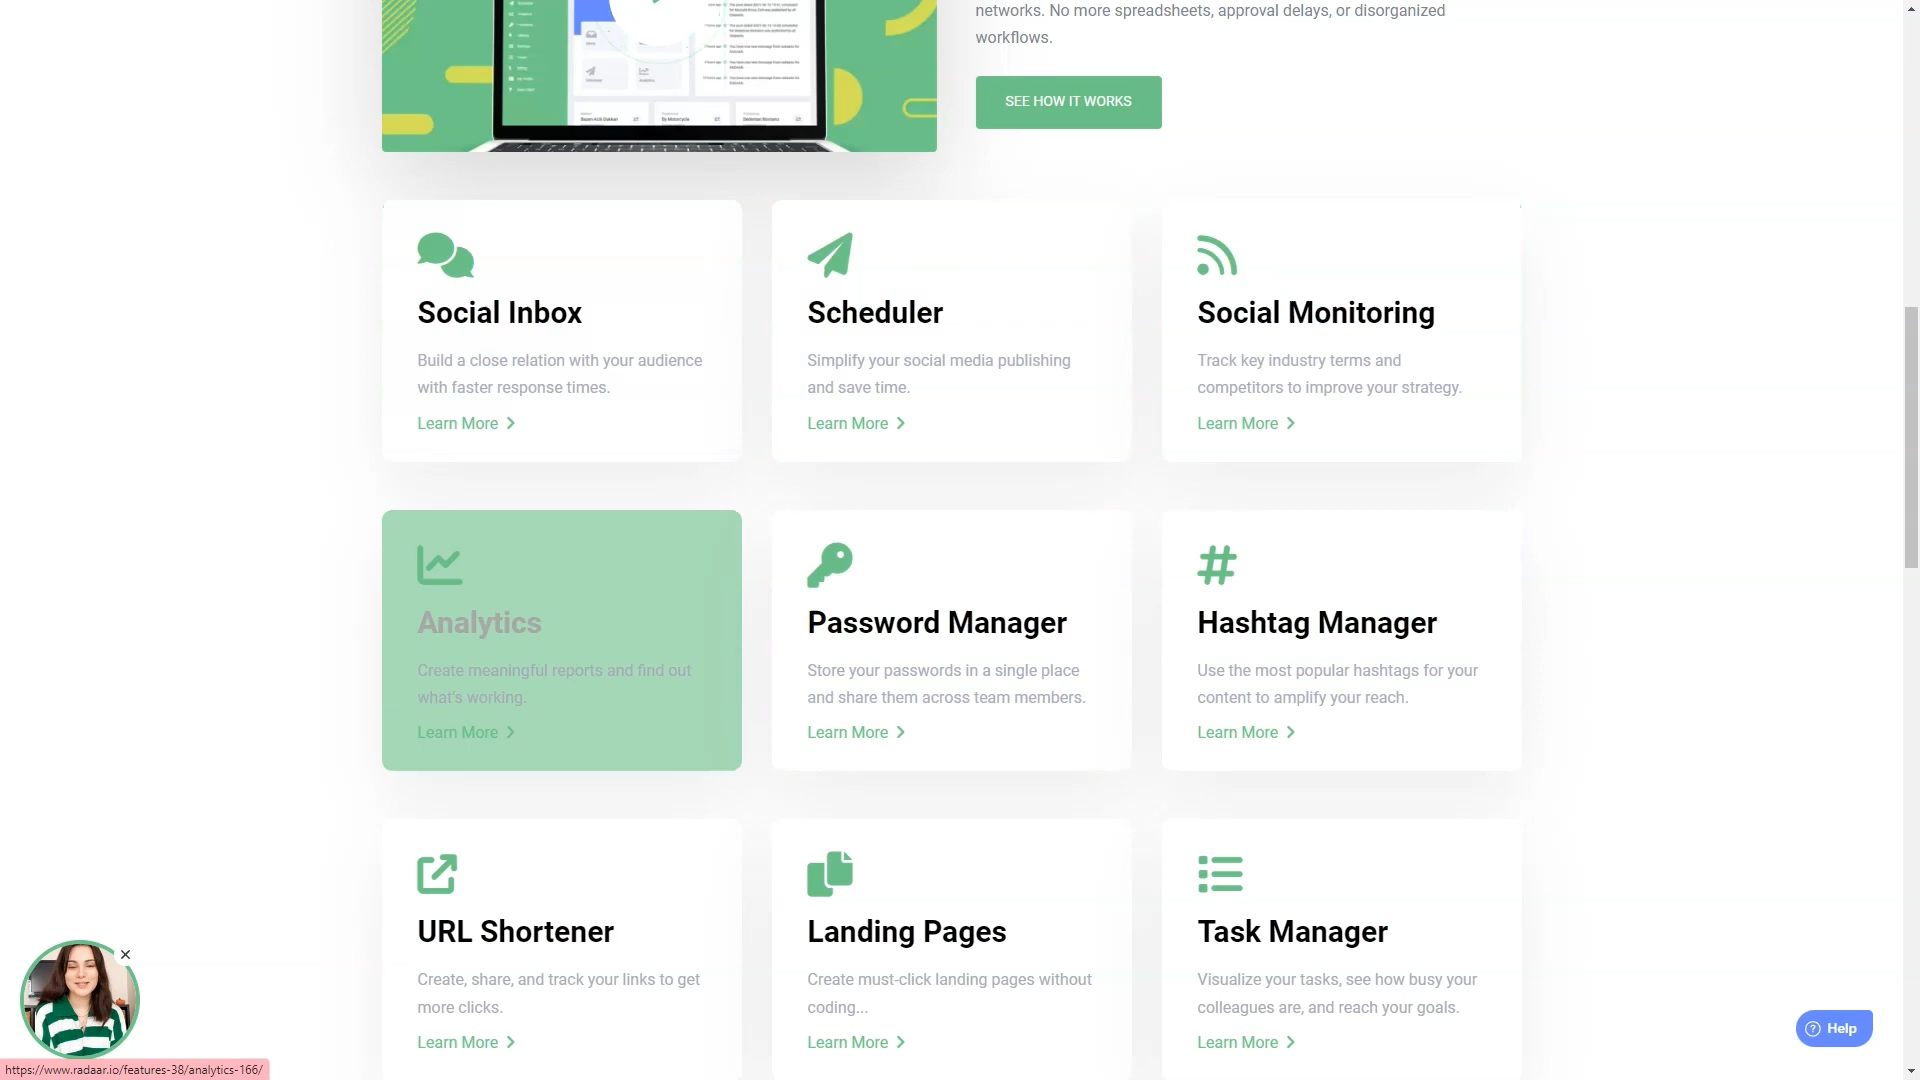 networks. No more spreadsheets, approval delays, or disorganized
workflows.
SEE HOW IT WORKS
Social Inbox
Build a close relation with your audience
with faster response times.
Learn More
Scheduler
Simplify your social media publishing
and save time.
Learn More
Social Monitoring
Track key industry terms and
competitors to improve your strategy.
Learn More
Analytics
Create meaningful reports and find out
what's working.
Learn More
Password Manager
Store your passwords in a single place
and share them across team members.
Learn More
Hashtag Manager
Use the most popular hashtags for your
content to amplify your reach.
Learn More
URL Shortener
Create, share, and track your links to get
more clicks.
Learn More
Landing Pages
Create must-click landing pages without
coding...
Learn More
Task Manager
Visualize your tasks, see how busy your
colleagues are, and reach your goals.
Learn More
Help
https://www.radaar.io/features-38/analytics-166/